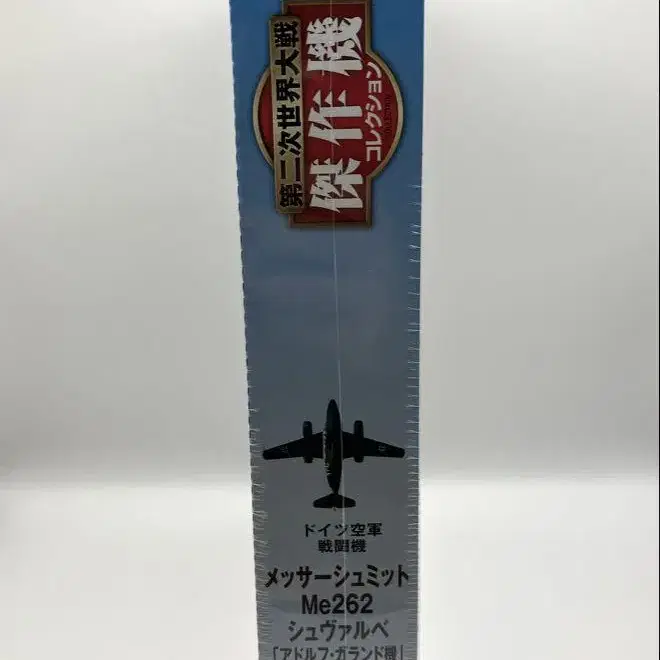 第二次世界大戦
傑作機
コレクション
ドイツ空軍
戦闘機
メッサーシュミット
Me262
シュヴァルベ
「アドルフ・ガランド機」